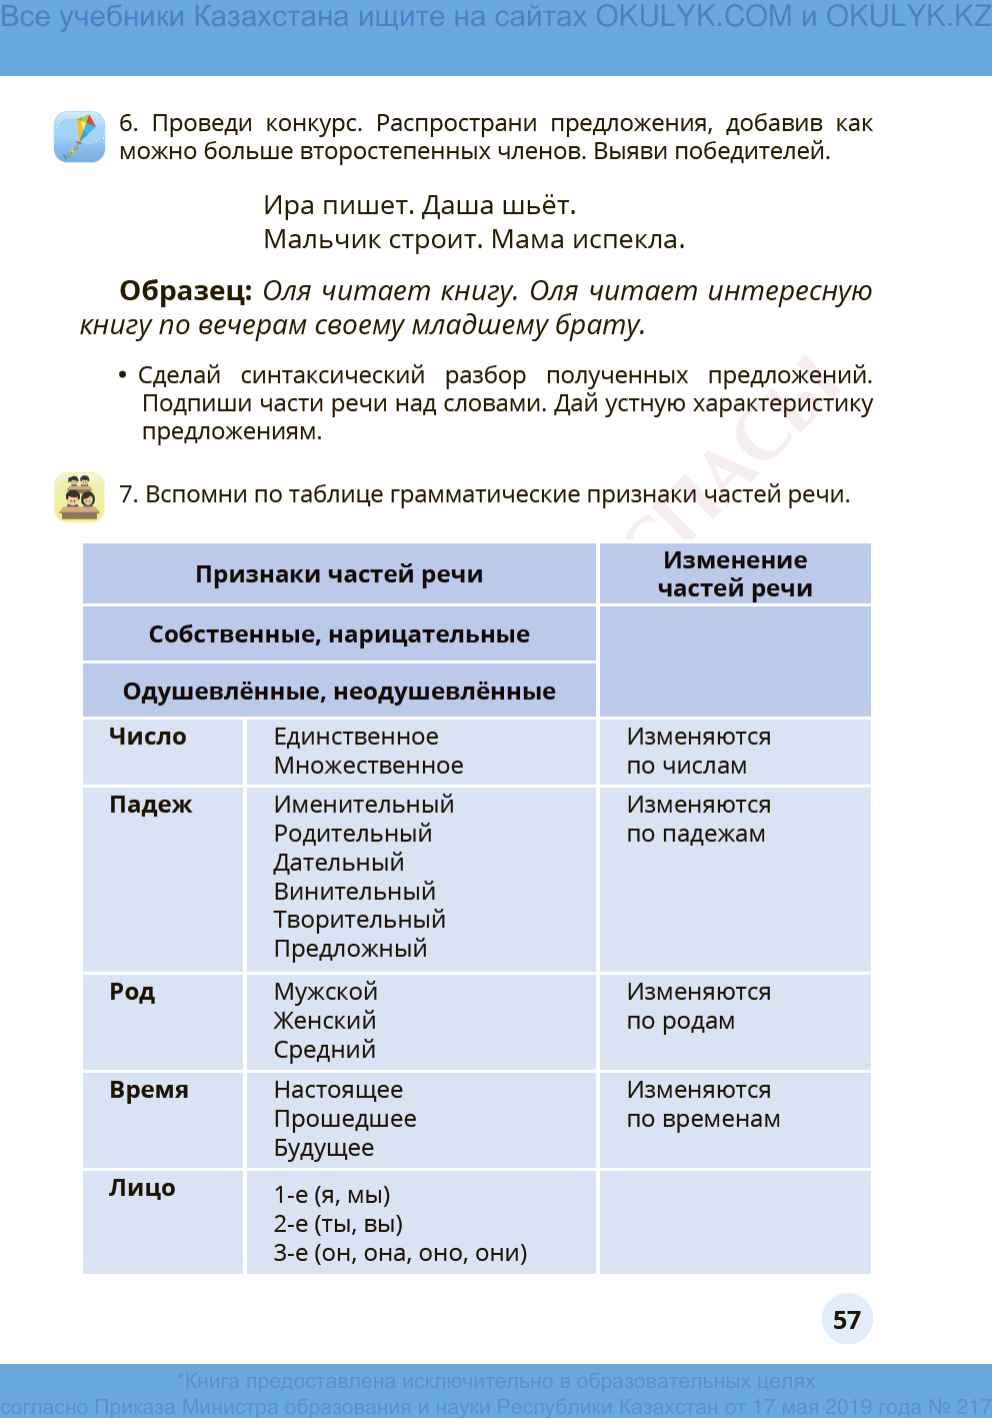 Все учебники Казахстана ищите на сайтах OKULYK.COM и OKULYK.KZ
6. Проведи конкурс. Распространи предложения, добавив как
можно больше второстепенных членов. Выяви победителей.
Ира пишет. Даша шьёт.
Мальчик строит. Мама испекла.
Образец: Оля читает книгу. Оля читает интересную
книгу по вечерам своему младшему брату.
• Сделай синтаксический разбор полученных предложений.
Подпиши части речи над словами. Дай устную характеристику
предложениям.
7. Вспомни по таблице грамматические признаки частей речи.
Признаки частей речи
Изменение
частей речи
Собственные, нарицательные
Одушевлённые, неодушевлённые
Число
Единственное
Множественное
Изменяются
по числам
Падеж
Именительный
Родительный
Дательный
Винительный
Творительный
Предложный
Изменяются
по падежам
Род
Мужской
Женский
Средний
Изменяются
по родам
Время
Настоящее
Прошедшее
Будущее
Изменяются
по временам
Лицо
1-е (я, мы)
2-е (ты, вы)
3-е (он, она, оно, они)
57
*Книга предоставлена исключительно в образовательных целях
согласно Приказа Министра образования и науки Республики Казахстан от 17 мая 2019 года № 217